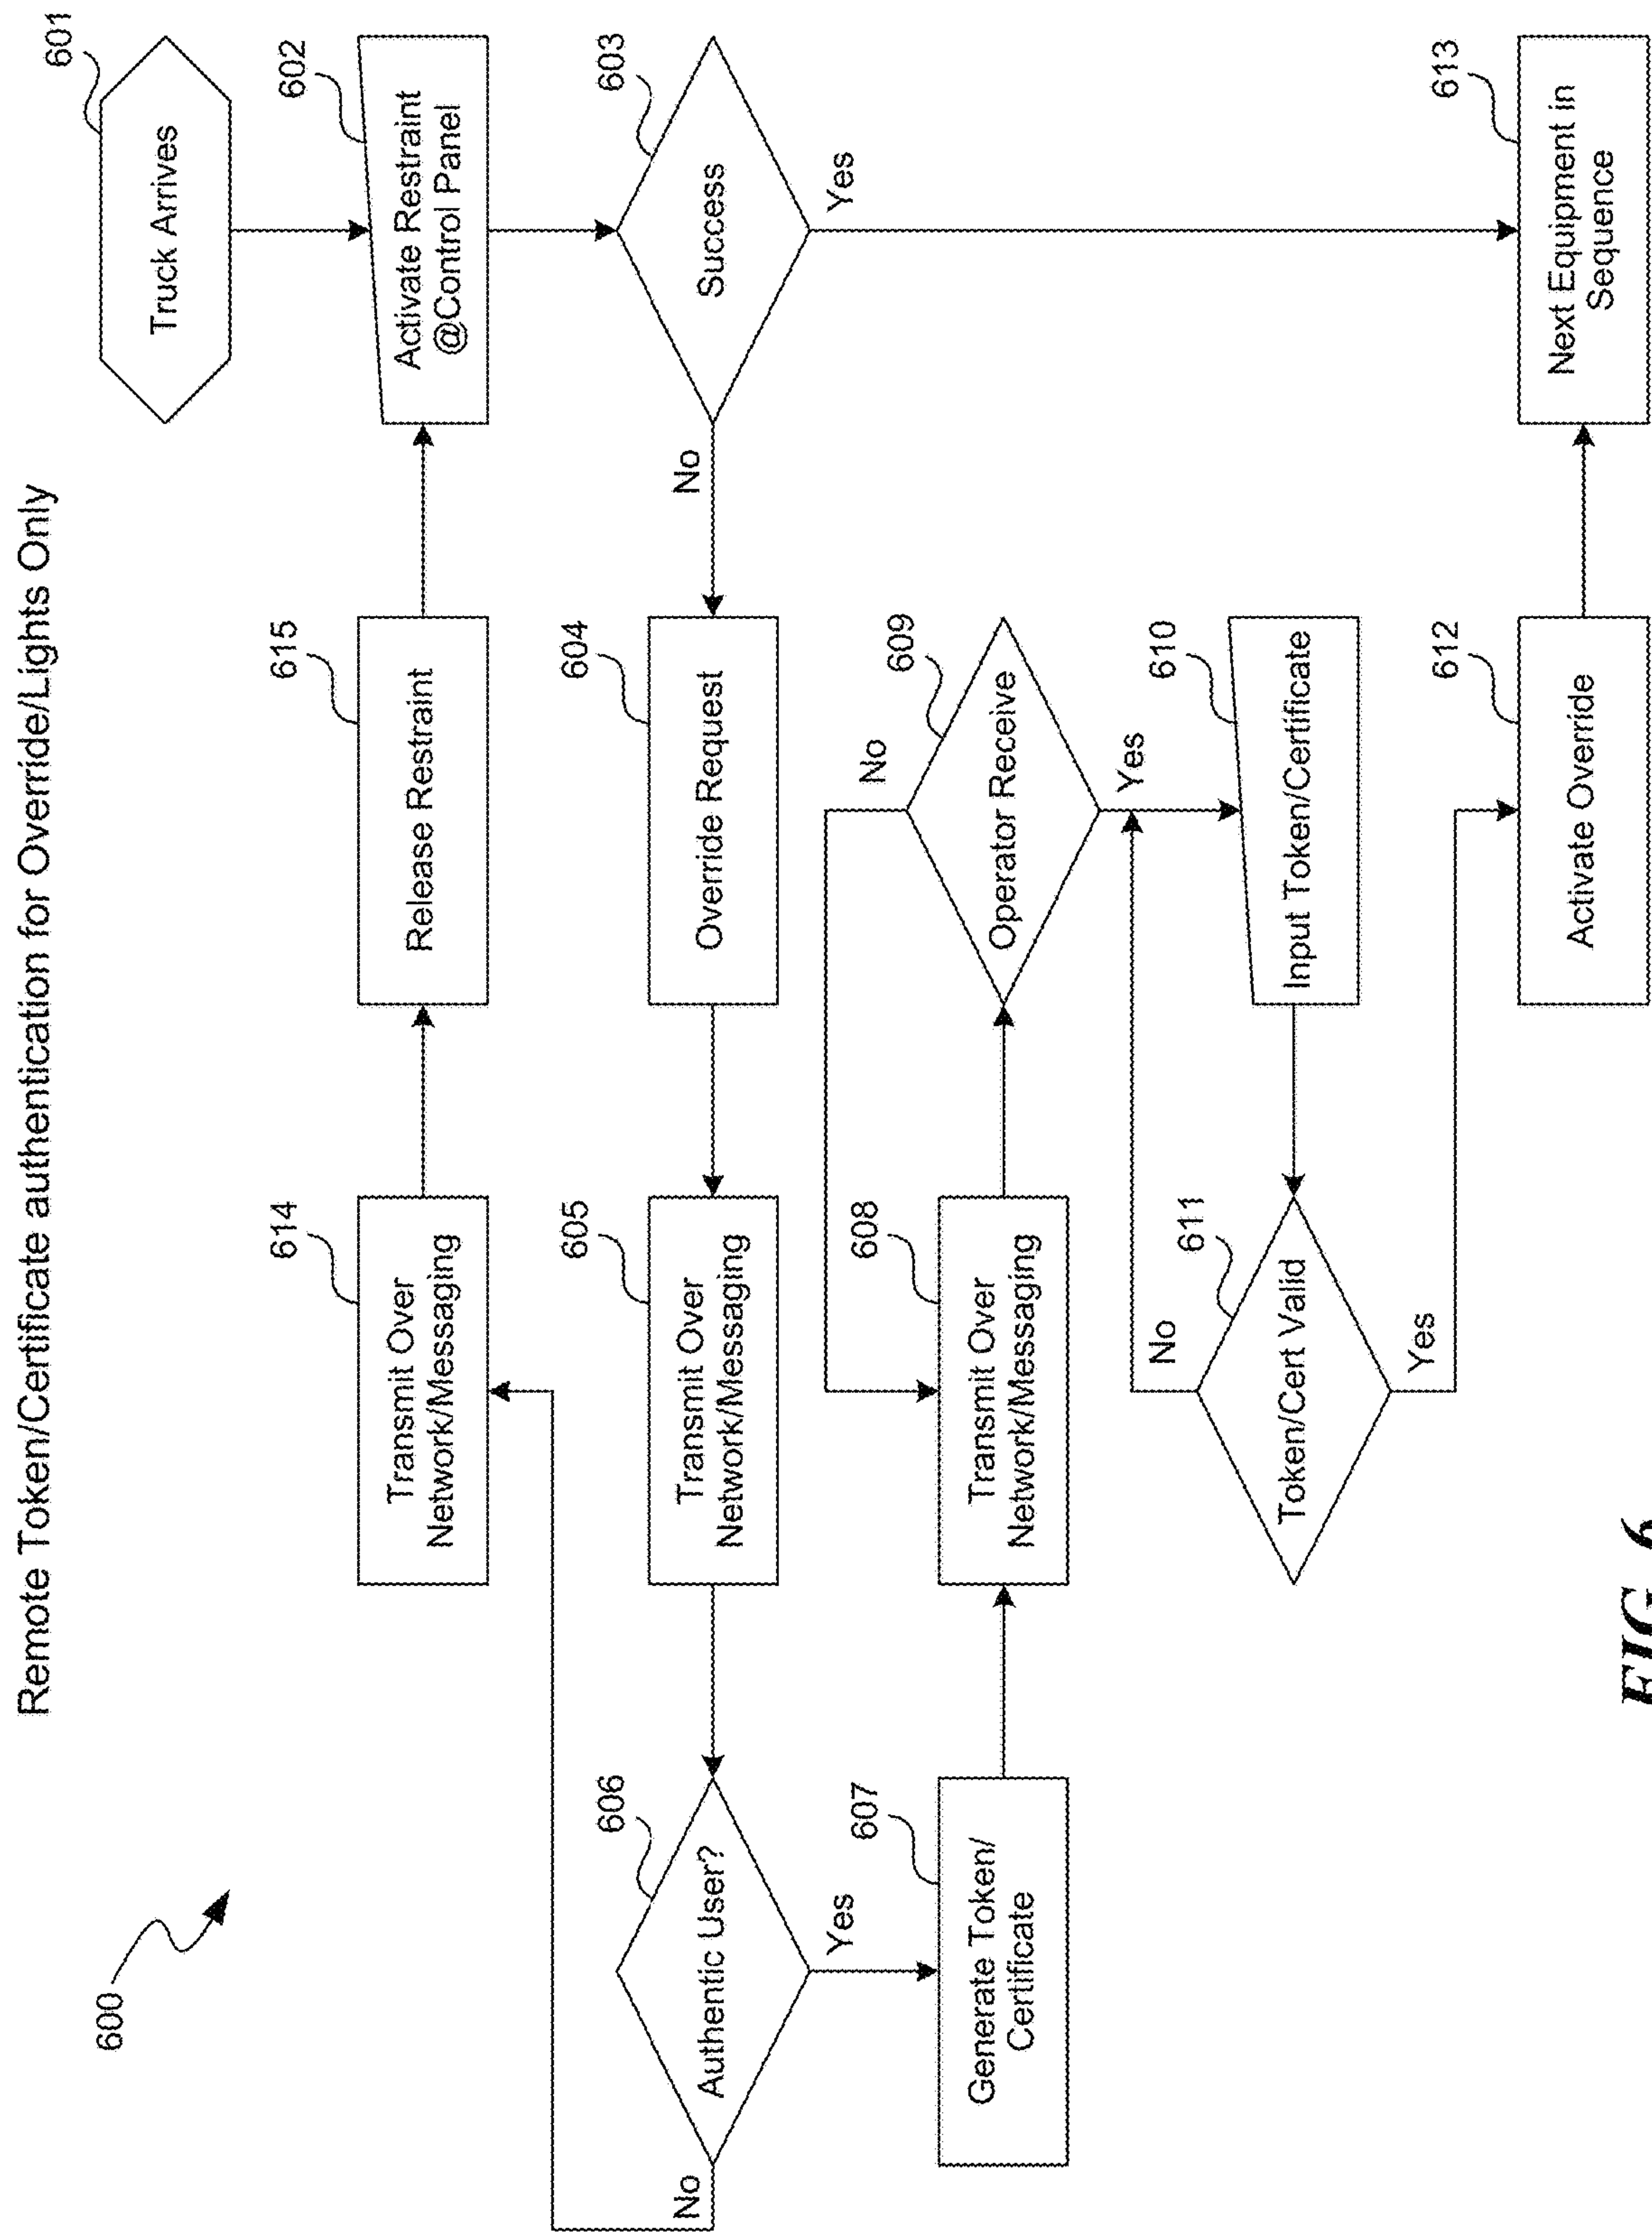 Remote Token/Certificate authentication for Override/Lights Only
600
601
Truck Arrives
602
Activate Restraint
@Control Panel
603
Success
Yes
No
604
Override Request
605
Transmit Over
Network/Messaging
606
Authentic User?
No
Yes
607
Generate Token/
Certificate
608
Transmit Over
Network/Messaging
609
Operator Receive
No
Yes
610
Input Token/Certificate
611
Token/Cert Valid
No
Yes
612
Activate Override
613
Next Equipment in
Sequence
614
Transmit Over
Network/Messaging
615
Release Restraint
FIG. 6